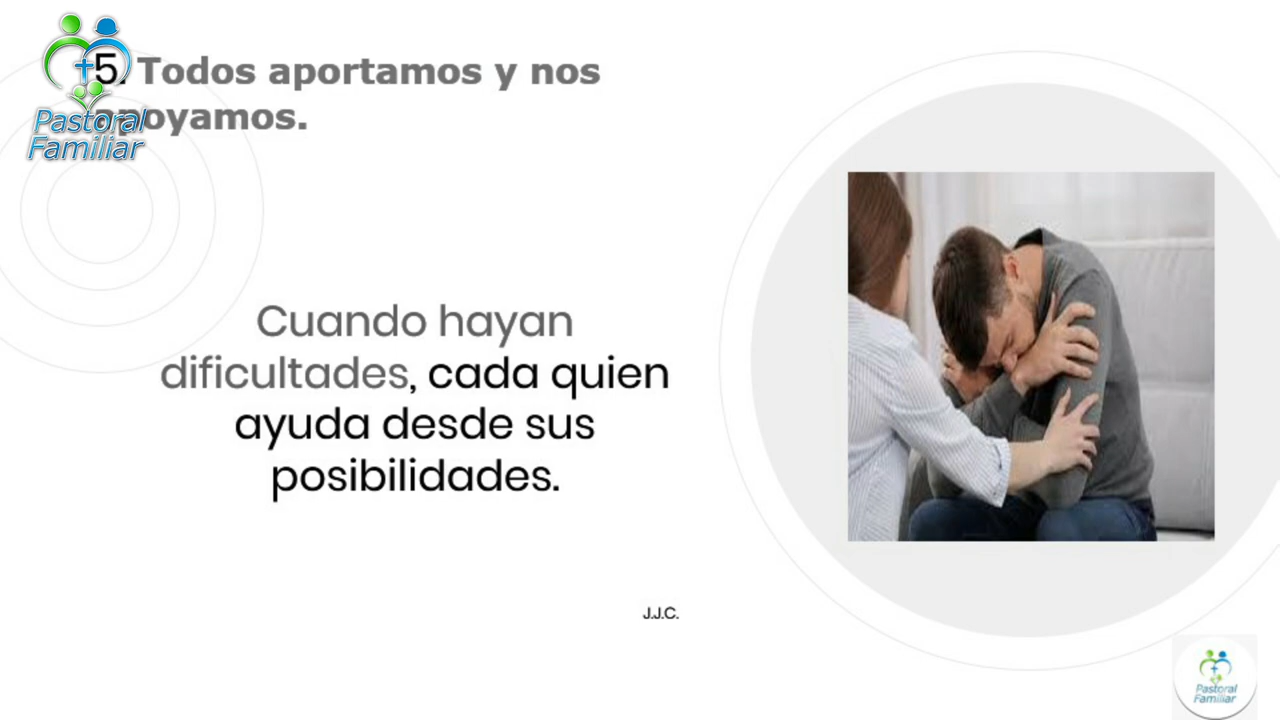 5. Todos aportamos y nos
apoyamos.
Pastoral
Familiar
Cuando hayan
dificultades, cada quien
ayuda desde sus
posibilidades.
J.J.C.
Pastoral
Familiar